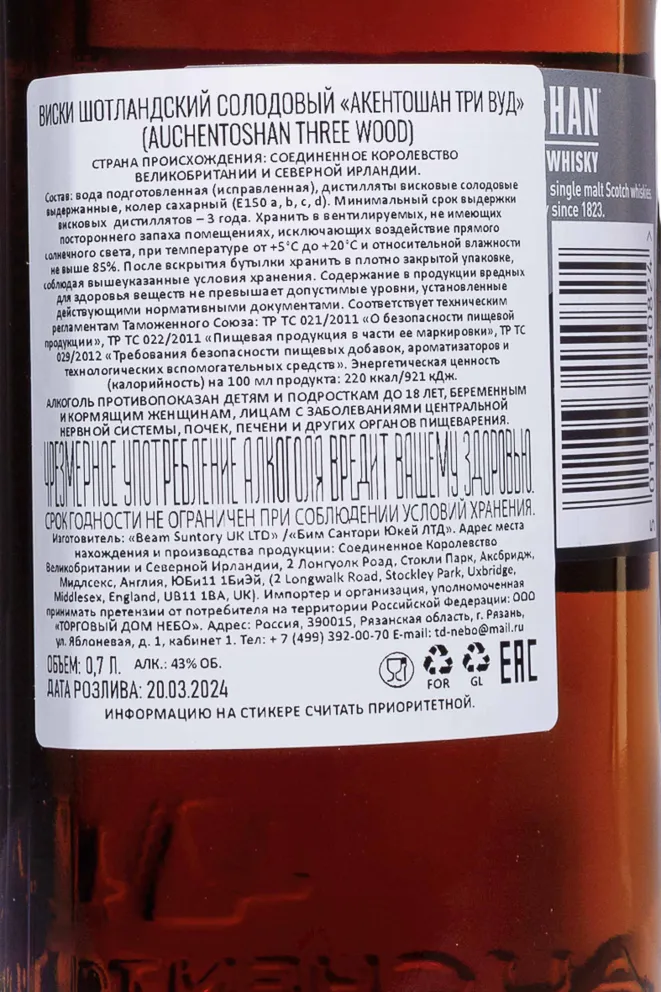 ВИСКИ ШОТЛАНДСКИЙ СОЛОДОВЫЙ «АКЕНТОШАН ТРИ ВУД»
(AUCHENTOSHAN THREE WOOD)
СТРАНА ПРОИСХОЖДЕНИЯ: СОЕДИНЕННОЕ КОРОЛЕВСТВО
ВЕЛИКОБРИТАНИИ И СЕВЕРНОЙ ИРЛАНДИИ.
Состав: вода подготовленная (исправленная), дистилляты висковые солодовые
выдержанные, колер сахарный (E150 a, b, c, d). Минимальный срок выдержки
висковых дистиллятов – 3 года. Хранить в вентилируемых, не имеющих
постороннего запаха помещениях, исключающих воздействие прямого
солнечного света, при температуре от +5˚С до +20˚С и относительной влажности
не выше 85%. После вскрытия бутылки хранить в плотно закрытой упаковке,
соблюдая вышеуказанные условия хранения. Содержание в продукции вредных
для здоровья веществ не превышает допустимые уровни, установленные
действующими нормативными документами. Соответствует техническим
регламентам Таможенного Союза: ТР ТС 021/2011 «О безопасности пищевой
продукции», ТР ТС 022/2011 «Пищевая продукция в части ее маркировки», ТР ТС
029/2012 «Требования безопасности пищевых добавок, ароматизаторов и
технологических вспомогательных средств». Энергетическая ценность
(калорийность) на 100 мл продукта: 220 ккал/921 кДж.
АЛКОГОЛЬ ПРОТИВОПОКАЗАН ДЕТЯМ И ПОДРОСТКАМ ДО 18 ЛЕТ, БЕРЕМЕННЫМ
И КОРМЯЩИМ ЖЕНЩИНАМ, ЛИЦАМ С ЗАБОЛЕВАНИЯМИ ЦЕНТРАЛЬНОЙ
НЕРВНОЙ СИСТЕМЫ, ПОЧЕК, ПЕЧЕНИ И ДРУГИХ ОРГАНОВ ПИЩЕВАРЕНИЯ.
ЧРЕЗМЕРНОЕ УПОТРЕБЛЕНИЕ АЛКОГОЛЯ ВРЕДИТ ВАШЕМУ ЗДОРОВЬЮ.
СРОК ГОДНОСТИ НЕ ОГРАНИЧЕН ПРИ СОБЛЮДЕНИИ УСЛОВИЙ ХРАНЕНИЯ.
Изготовитель: «Beam Suntory UK LTD» /«Бим Сантори Юкей ЛТД». Адрес места
нахождения и производства продукции: Соединенное Королевство
Великобритании и Северной Ирландии, 2 Лонгуолк Роад, Стокли Парк, Аксбридж,
Мидлсекс, Англия, ЮБи11 1БиЭй, (2 Longwalk Road, Stockley Park, Uxbridge,
Middlesex, England, UB11 1BA, UK). Импортер и организация, уполномоченная
принимать претензии от потребителя на территории Российской Федерации: ООО
«ТОРГОВЫЙ ДОМ НЕБО». Адрес: Россия, 390015, Рязанская область, г. Рязань,
ул. Яблоневая, д. 1, кабинет 1. Тел: + 7 (499) 392-00-70 E-mail: td-nebo@mail.ru
ОБЪЕМ: 0,7 Л. АЛК.: 43% ОБ.
ДАТА РОЗЛИВА: 20.03.2024
FOR GL EAC
ИНФОРМАЦИЮ НА СТИКЕРЕ СЧИТАТЬ ПРИОРИТЕТНОЙ.
SHAN
WHISKY
single malt Scotch whiskies
since 1823.